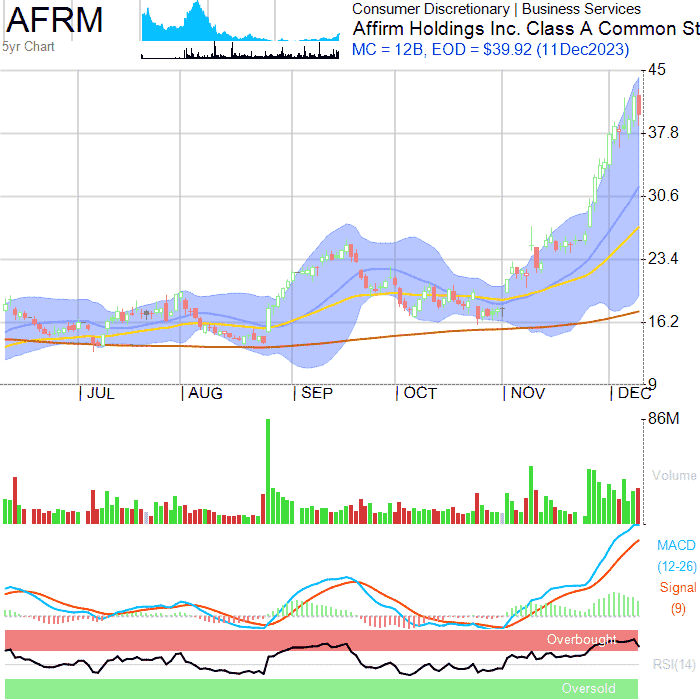 AFRM
5yr Chart
Consumer Discretionary | Business Services
Affirm Holdings Inc. Class A Common St
MC = 12B, EOD = $39.92 (11Dec2023)
45
37.8
30.6
23.4
16.2
9
JUL
AUG
SEP
OCT
NOV
DEC
86M
Volume
MACD
(12-26)
Signal
(9)
Overbought
RSI(14)
Oversold